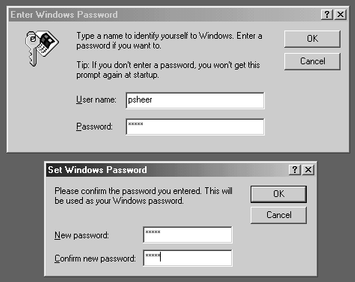 Enter Windows Password
Type a name to identify yourself to Windows. Enter a
password if you want to.
OK
Tip: If you don't enter a password, you won't get this
prompt again at startup.
Cancel
User name: psheer
Password: *****
Set Windows Password
Please confirm the password you entered. This will
be used as your Windows password.
OK
Cancel
New password: *****
Confirm new password: *****